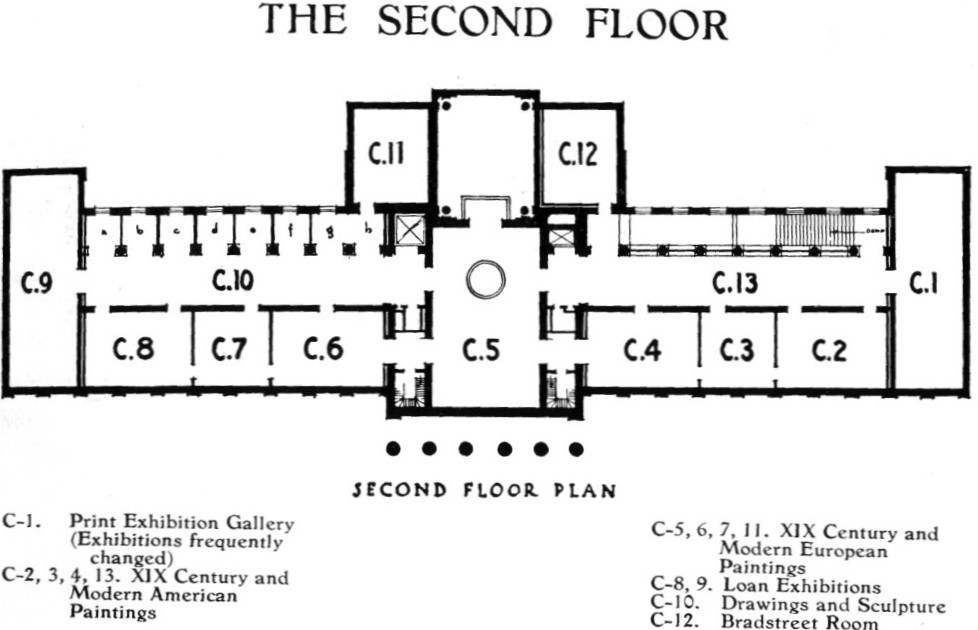 THE SECOND FLOOR
C.11
C.12
a b c d e f g h
C.9
C.10
C.13
C.1
C.8
C.7
C.6
C.5
C.4
C.3
C.2
SECOND FLOOR PLAN
C-1. Print Exhibition Gallery
(Exhibitions frequently
changed)
C-2, 3, 4, 13. XIX Century and
Modern American
Paintings
C-5, 6, 7, 11. XIX Century and
Modern European
Paintings
C-8, 9. Loan Exhibitions
C-10. Drawings and Sculpture
C-12. Bradstreet Room